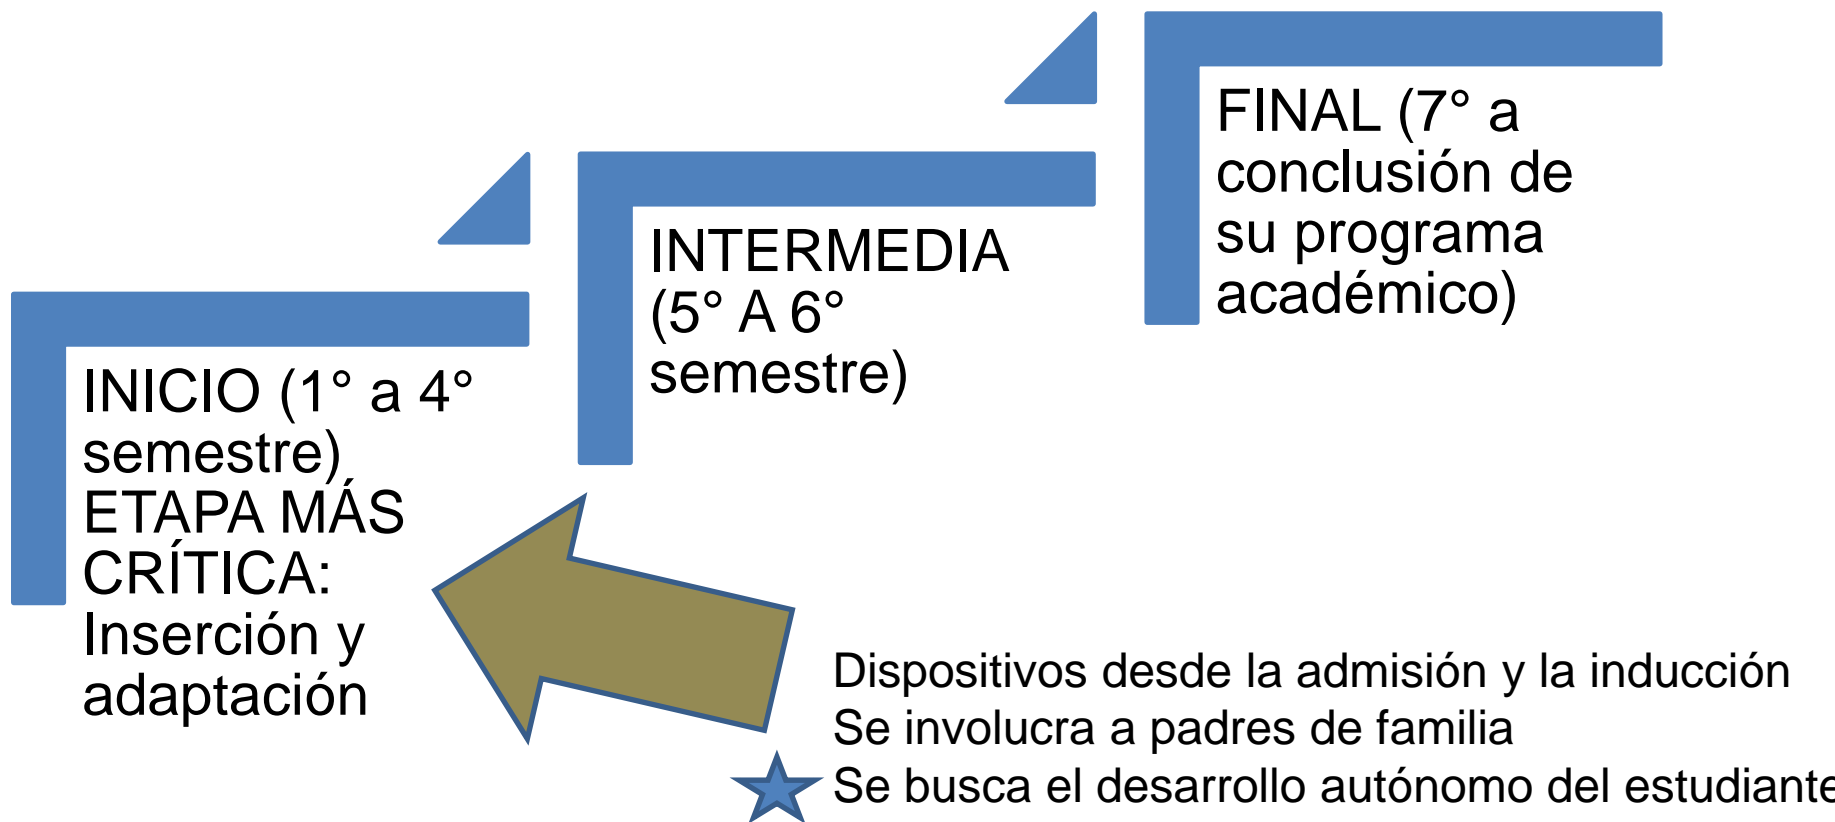 INICIO (1° a 4°
semestre)
ETAPA MÁS
CRÍTICA:
Inserción y
adaptación
INTERMEDIA
(5° A 6°
semestre)
FINAL (7° a
conclusión de
su programa
académico)
Dispositivos desde la admisión y la inducción
Se involucra a padres de familia
Se busca el desarrollo autónomo del estudiante